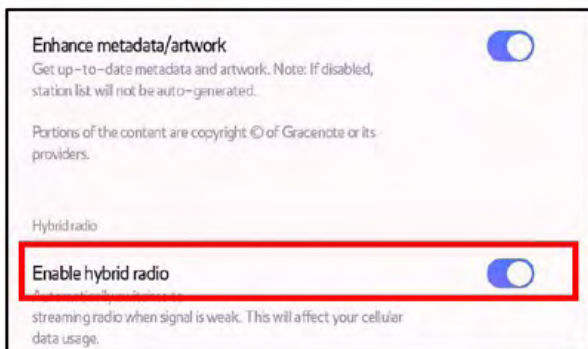 Enhance metadata/artwork
Get up-to-date metadata and artwork. Note: If disabled,
station list will not be auto-generated.
Portions of the content are copyright © of Gracenote or its
providers.
Hybrid radio
Enable hybrid radio
streaming radio when signal is weak. This will affect your cellular
data usage.